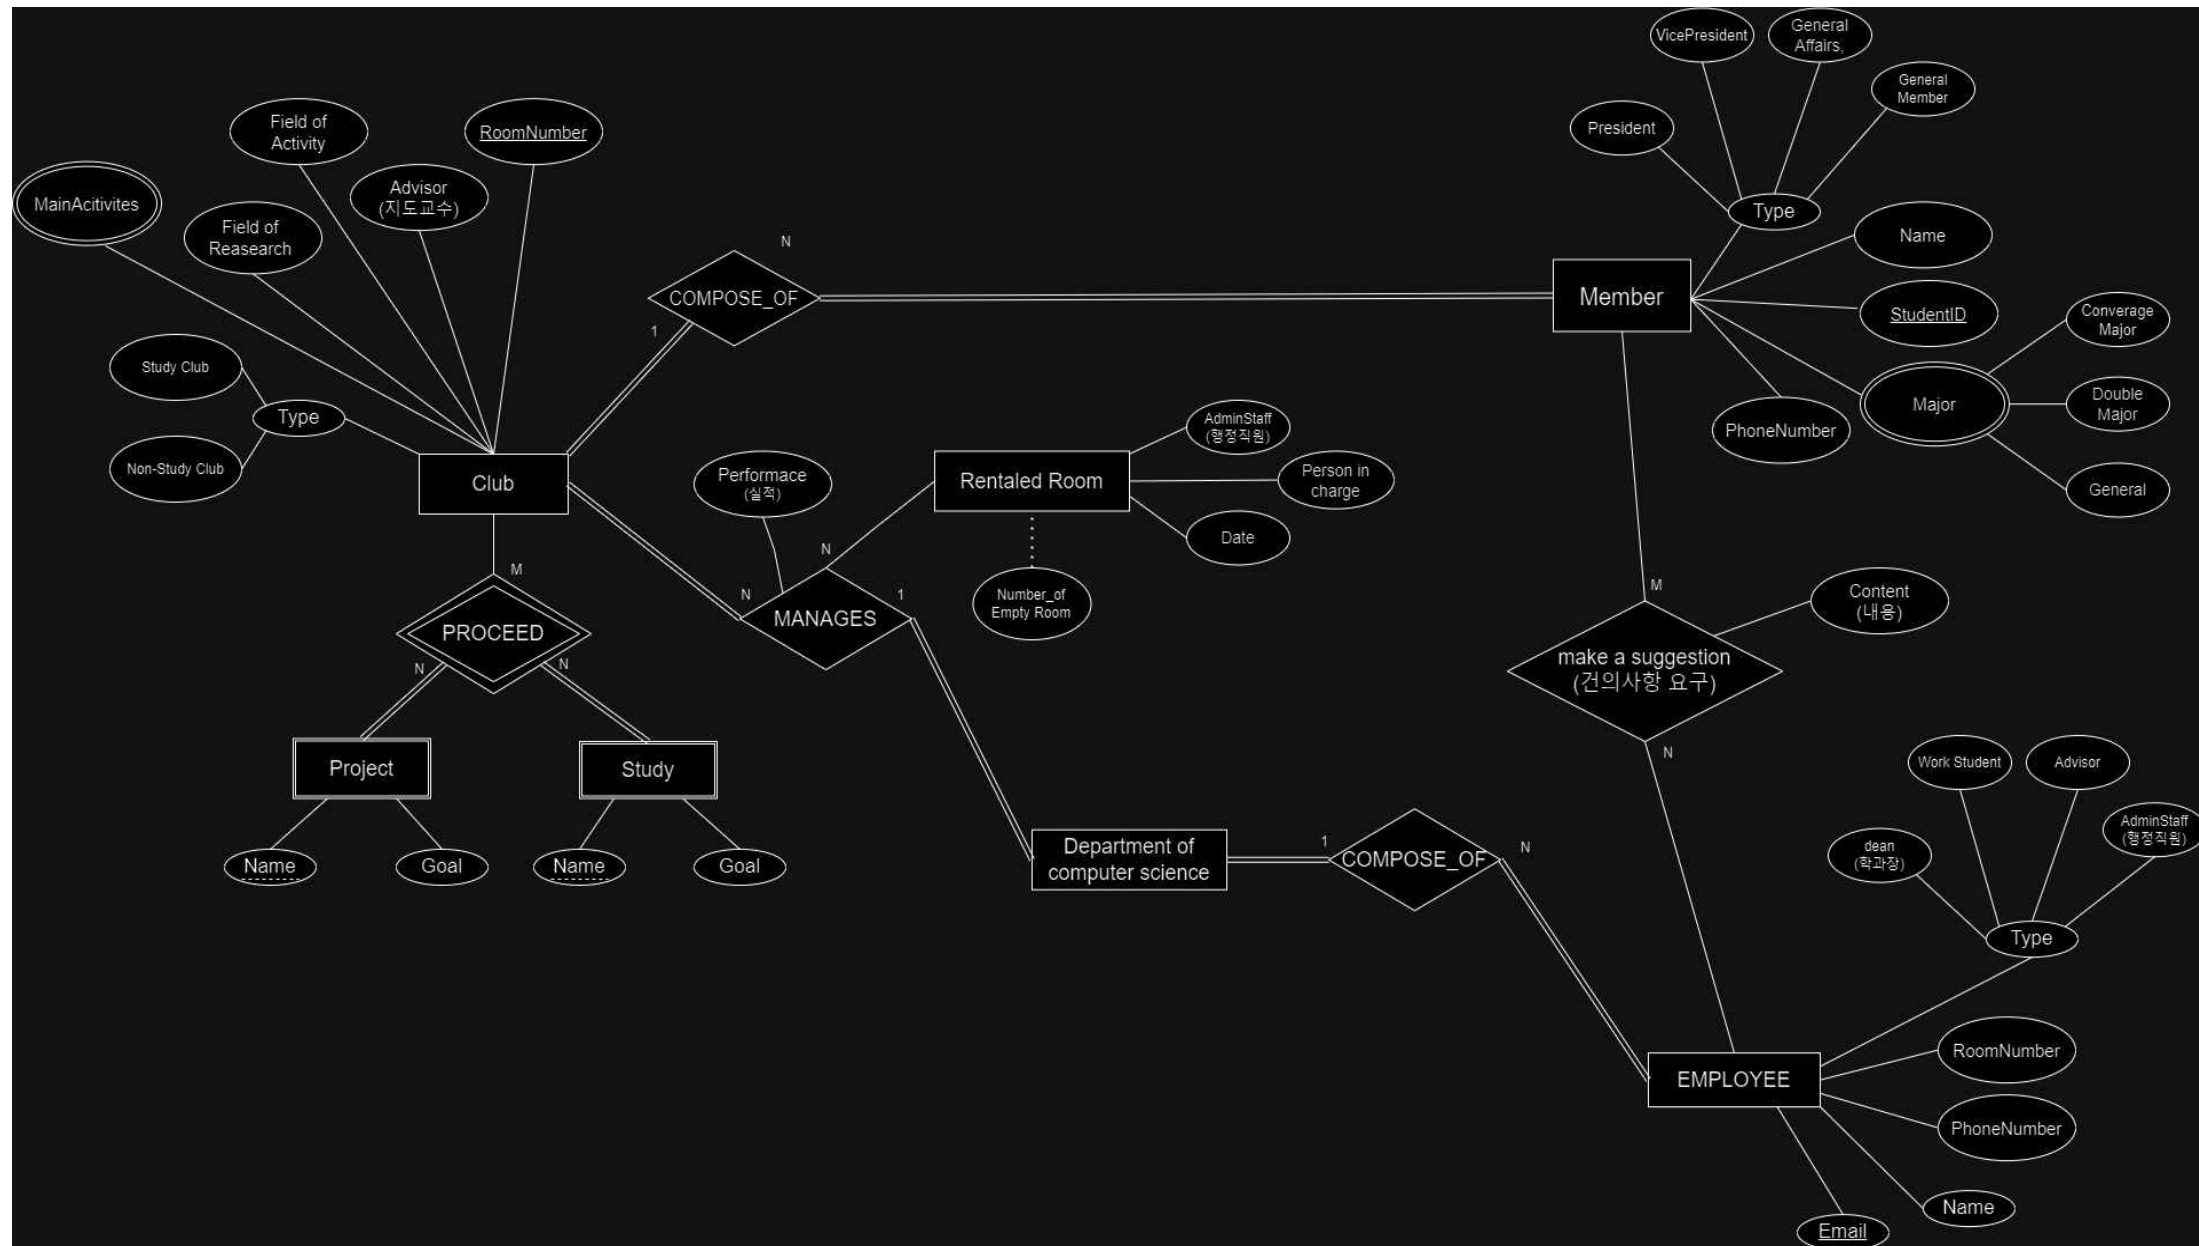 VicePresident
General
Affairs,
General
Member
President
Type
Field of
Activity
RoomNumber
MainAcitivites
Advisor
(지도교수)
Field of
Reasearch
N
COMPOSE_OF
1
Member
Name
StudentID
Converage
Major
Major
Double
Major
General
PhoneNumber
Study Club
Type
Non-Study Club
Club
Performace
(실적)
Rentaled Room
AdminStaff
(행정직원)
Person in
charge
Date
Number_of
Empty Room
N
N
1
MANAGES
M
PROCEED
N
N
Project
Study
Name
Goal
Name
Goal
M
Content
(내용)
make a suggestion
(건의사항 요구)
N
Department of
computer science
1
COMPOSE_OF
N
Work Student
Advisor
dean
(학과장)
AdminStaff
(행정직원)
Type
EMPLOYEE
RoomNumber
PhoneNumber
Name
Email